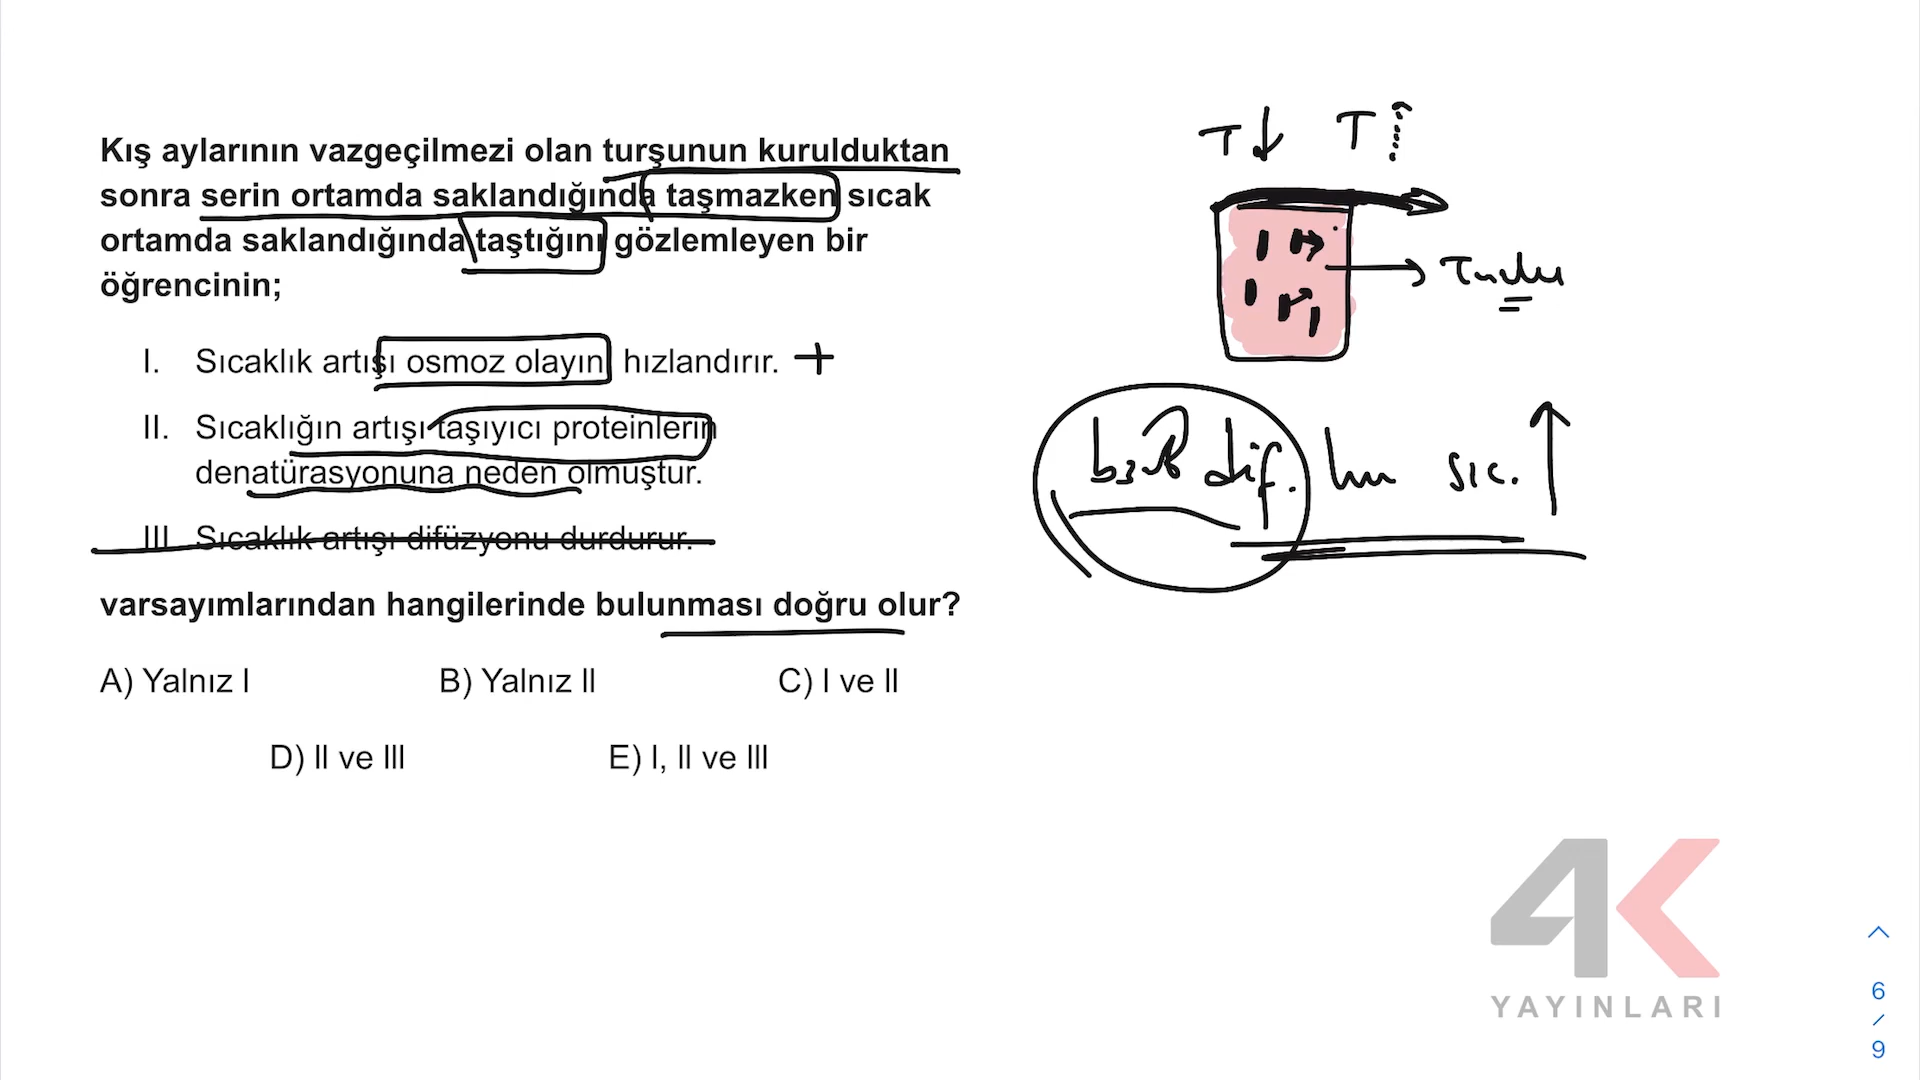 Kış aylarının vazgeçilmezi olan turşunun kurulduktan
sonra serin ortamda saklandığında taşmazken sıcak
ortamda saklandığında taştığını gözlemleyen bir
öğrencinin;
I. Sıcaklık artışı osmoz olayını hızlandırır. +
II. Sıcaklığın artışı taşıyıcı proteinlerin
denatürasyonuna neden olmuştur.
III. Sıcaklık artışı difüzyonu durdurur.
varsayımlarından hangilerinde bulunması doğru olur?
A) Yalnız I B) Yalnız II C) I ve II
D) II ve III E) I, II ve III
T↓ T↑
dif. sıc. ↑
4K
YAYINLARI
6
/
9